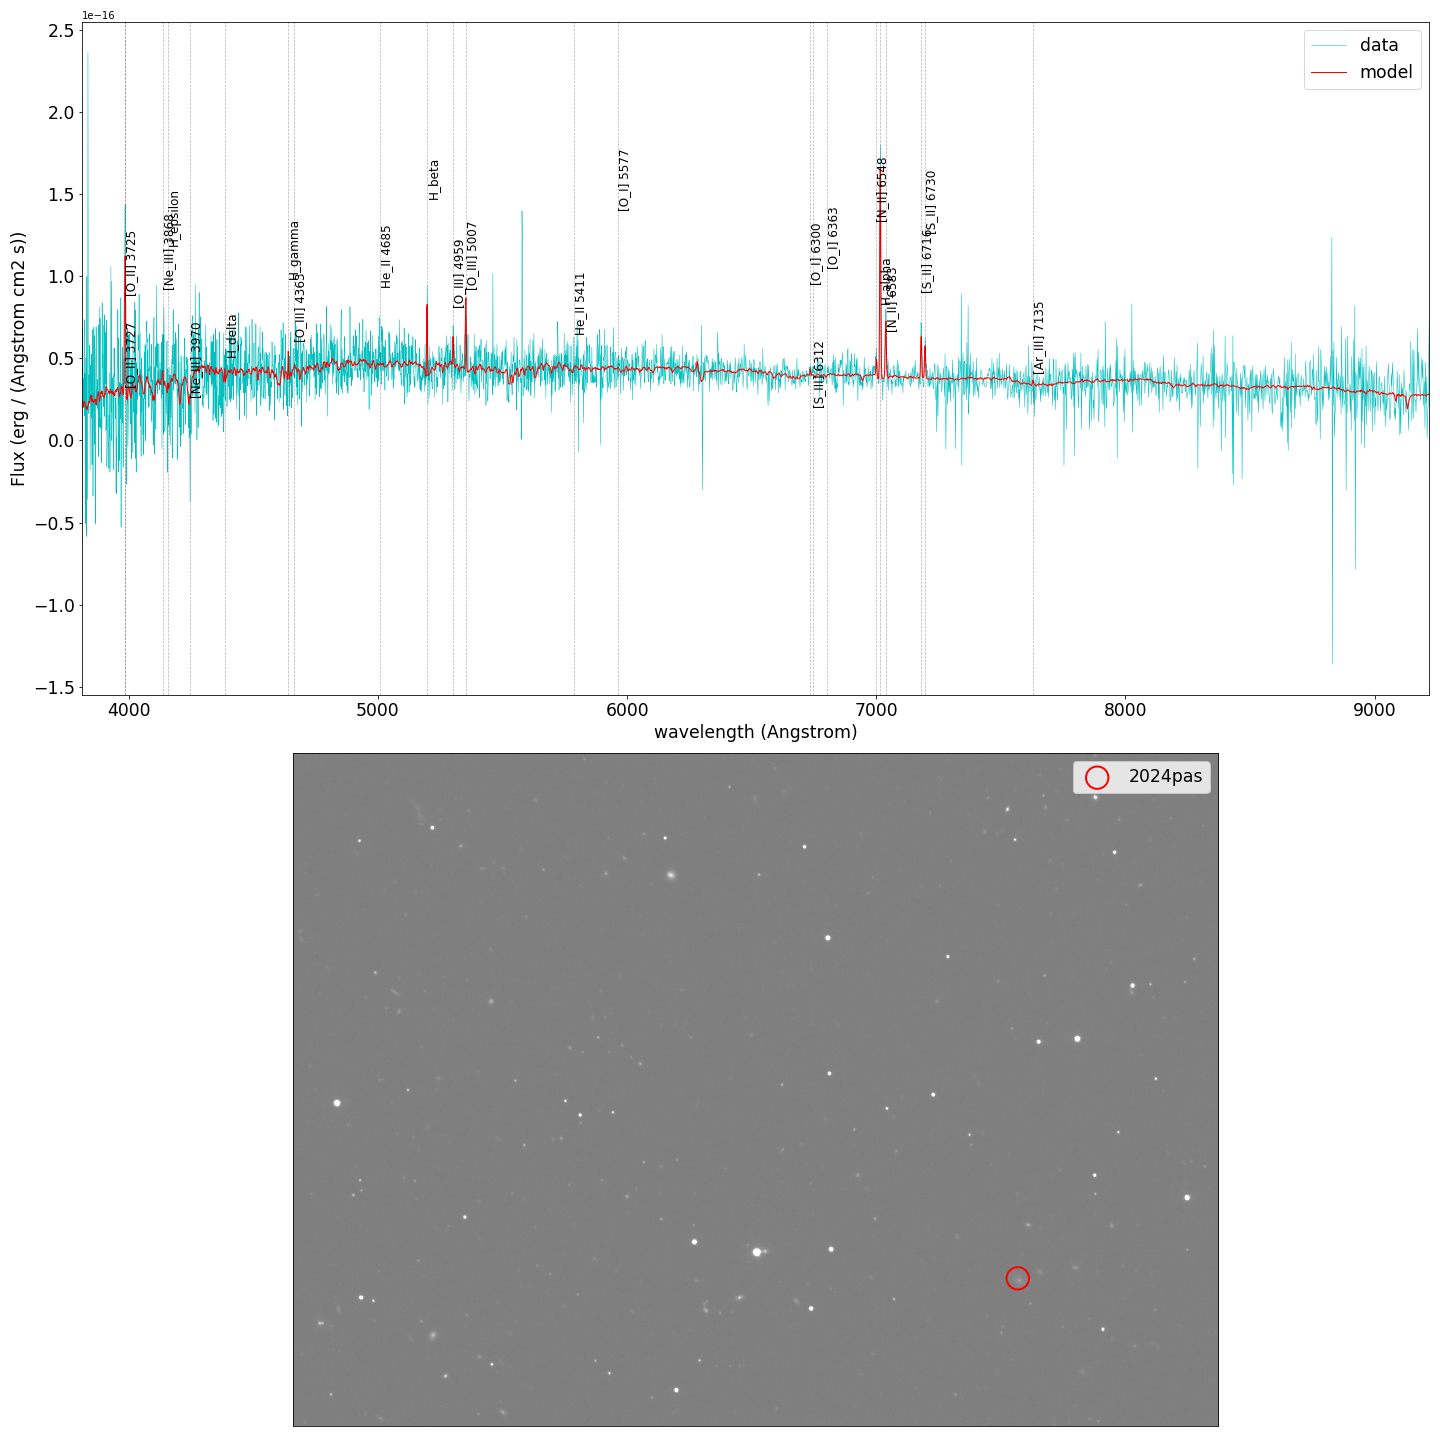 1e−16
2.5
2.0
1.5
1.0
0.5
0.0
−0.5
−1.0
−1.5
Flux (erg / (Angstrom cm2 s))
data
model
[O_II] 3725
[O_II] 3727
[Ne_III] 3868
H_epsilon
[Ne_III] 3970
H_delta
H_gamma
[O_III] 4363
He_II 4685
H_beta
[O_III] 4959
[O_III] 5007
He_II 5411
[O_I] 5577
[O_I] 6300
[S_III] 6312
[O_I] 6363
[N_II] 6548
H_alpha
[N_II] 6583
[S_II] 6716
[S_II] 6730
[Ar_III] 7135
4000
5000
6000
7000
8000
9000
wavelength (Angstrom)
2024pas